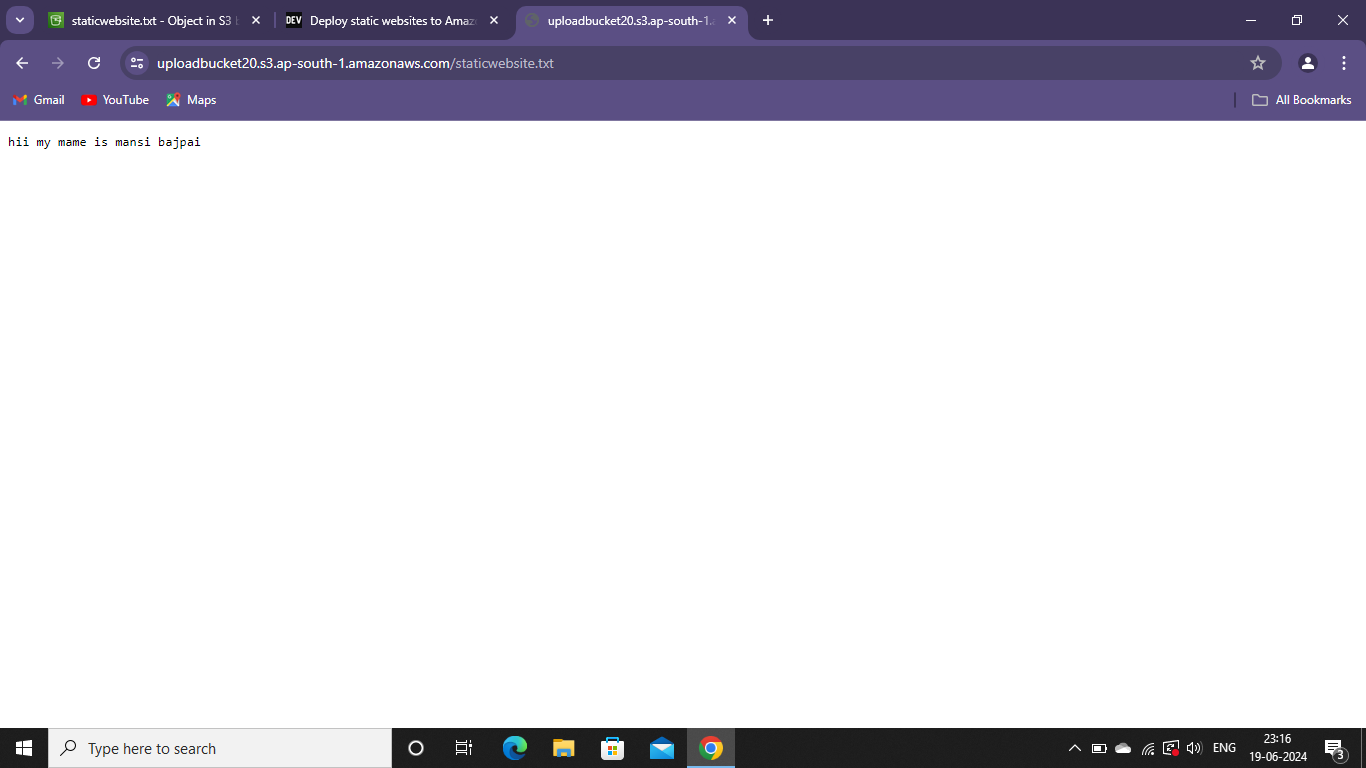 staticwebsite.txt - Object in S3
Deploy static websites to Amaz
uploadbucket20.s3.ap-south-1.
uploadbucket20.s3.ap-south-1.amazonaws.com/staticwebsite.txt
Gmail
YouTube
Maps
All Bookmarks
hii my mame is mansi bajpai
Type here to search
ENG
23:16
19-06-2024
3
DEV